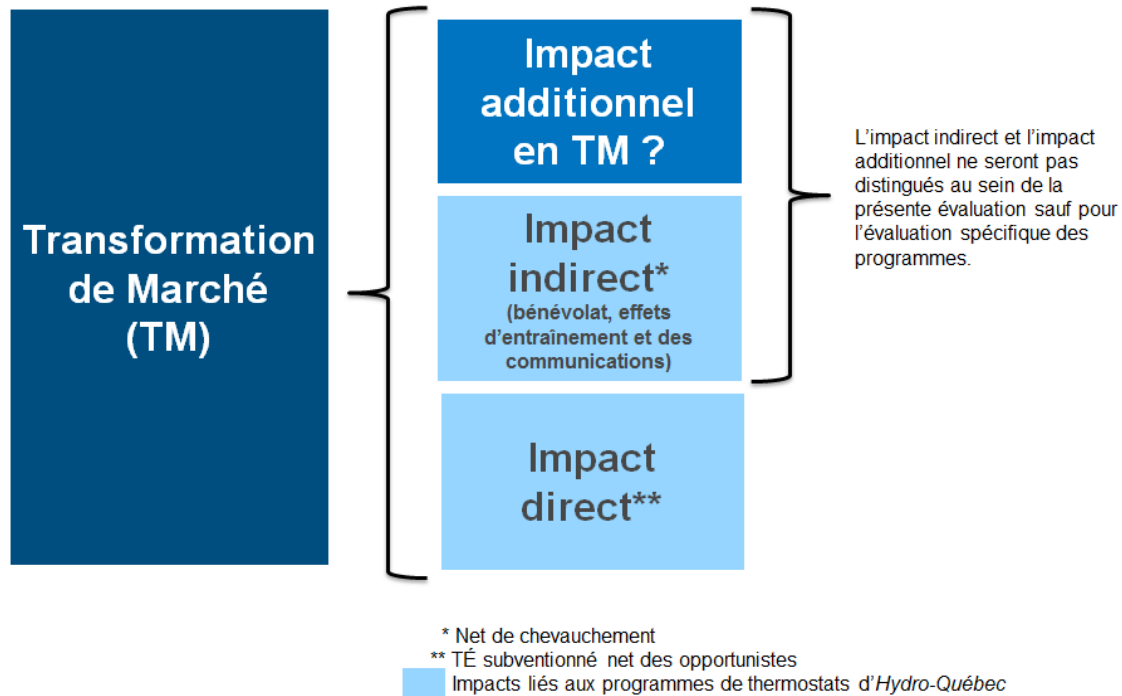 Transformation
de Marché
(TM)
Impact
additionnel
en TM ?
Impact
indirect*
(bénévolat, effets
d'entraînement et des
communications)
Impact
direct**
L'impact indirect et l'impact
additionnel ne seront pas
distingués au sein de la
présente évaluation sauf pour
l'évaluation spécifique des
programmes.
* Net de chevauchement
** TÉ subventionné net des opportunistes
Impacts liés aux programmes de thermostats d'Hydro-Québec